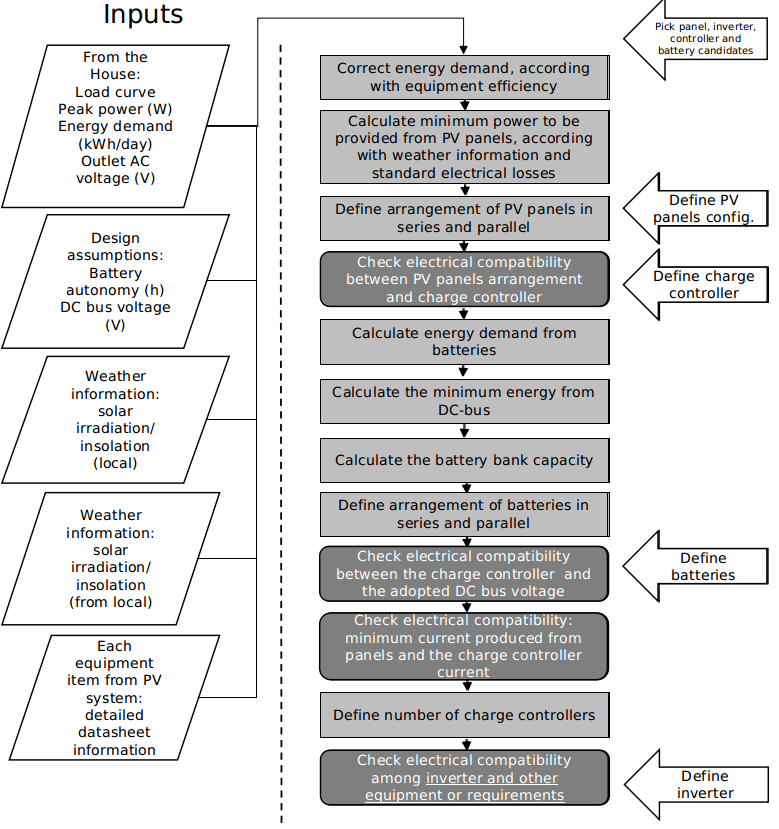 Inputs
From the
House:
Load curve
Peak power (W)
Energy demand
(kWh/day)
Outlet AC
voltage (V)
Design
assumptions:
Battery
autonomy (h)
DC bus voltage
(V)
Weather
information:
solar
irradiation/
insolation
(local)
Weather
information:
solar
irradiation/
insolation
(from local)
Each
equipment
item from PV
system:
detailed
datasheet
information
Correct energy demand, according
with equipment efficiency
Calculate minimum power to be
provided from PV panels, according
with weather information and
standard electrical losses
Define arrangement of PV panels in
series and parallel
Check electrical compatibility
between PV panels arrangement
and charge controller
Calculate energy demand from
batteries
Calculate the minimum energy from
DC-bus
Calculate the battery bank capacity
Define arrangement of batteries in
series and parallel
Check electrical compatibility
between the charge controller and
the adopted DC bus voltage
Check electrical compatibility:
minimum current produced from
panels and the charge controller
current
Define number of charge controllers
Check electrical compatibility
among inverter and other
equipment or requirements
Pick panel, inverter,
controller and
battery candidates
Define PV
panels config.
Define charge
controller
Define
batteries
Define
inverter